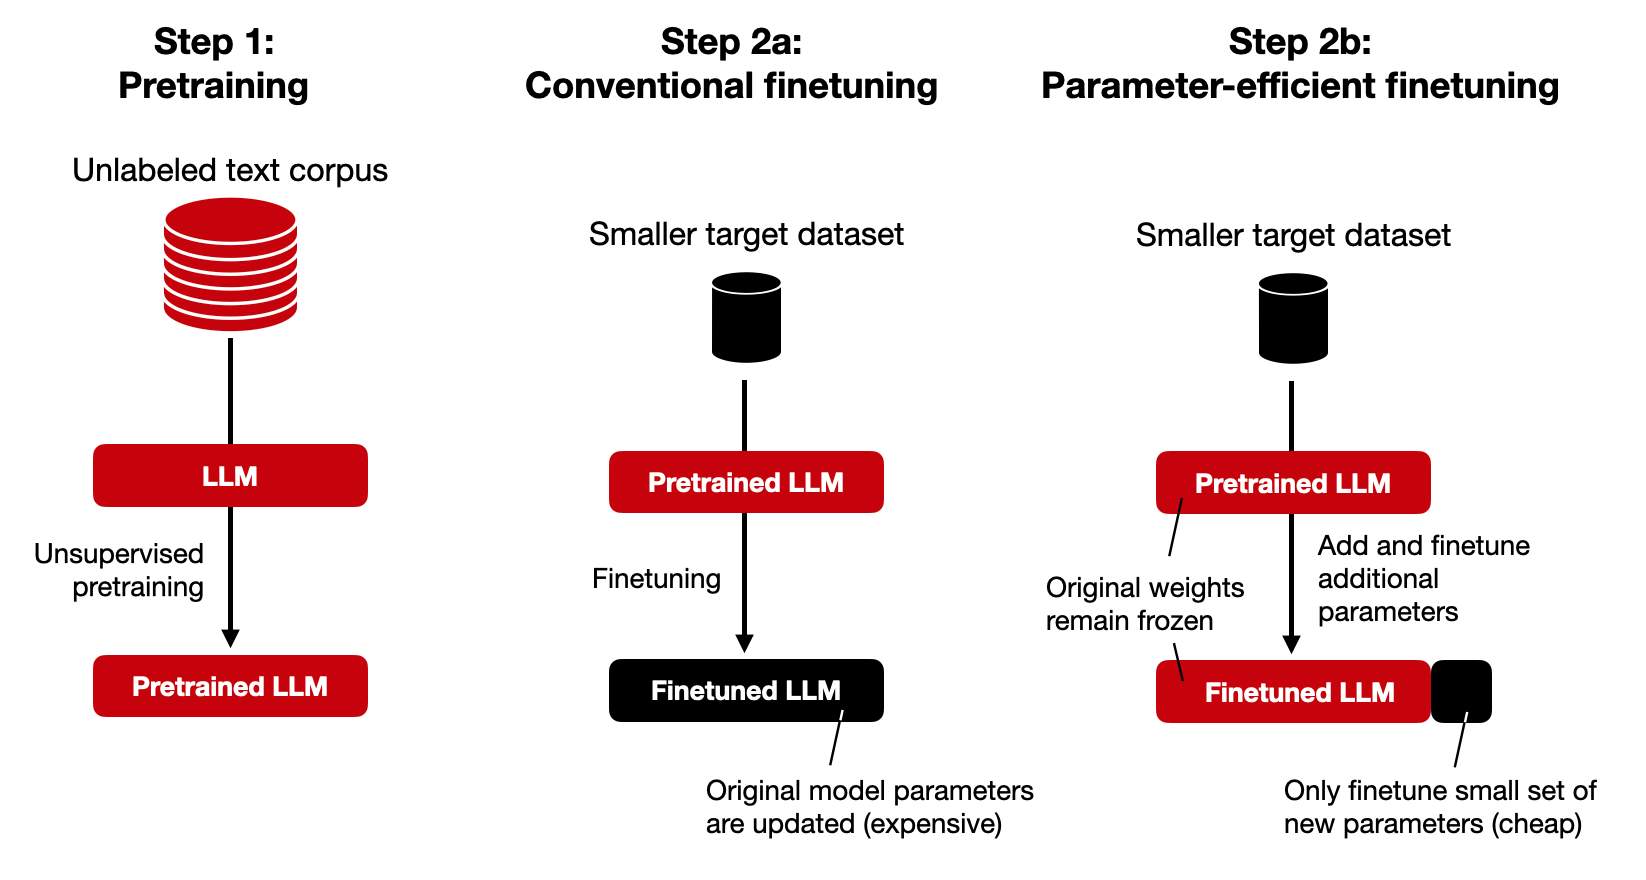 Step 1:
Pretraining
Unlabeled text corpus
LLM
Unsupervised
pretraining
Pretrained LLM
Step 2a:
Conventional finetuning
Smaller target dataset
Pretrained LLM
Finetuning
Finetuned LLM
Original model parameters
are updated (expensive)
Step 2b:
Parameter-efficient finetuning
Smaller target dataset
Pretrained LLM
Add and finetune
additional
parameters
Original weights
remain frozen
Finetuned LLM
Only finetune small set of
new parameters (cheap)